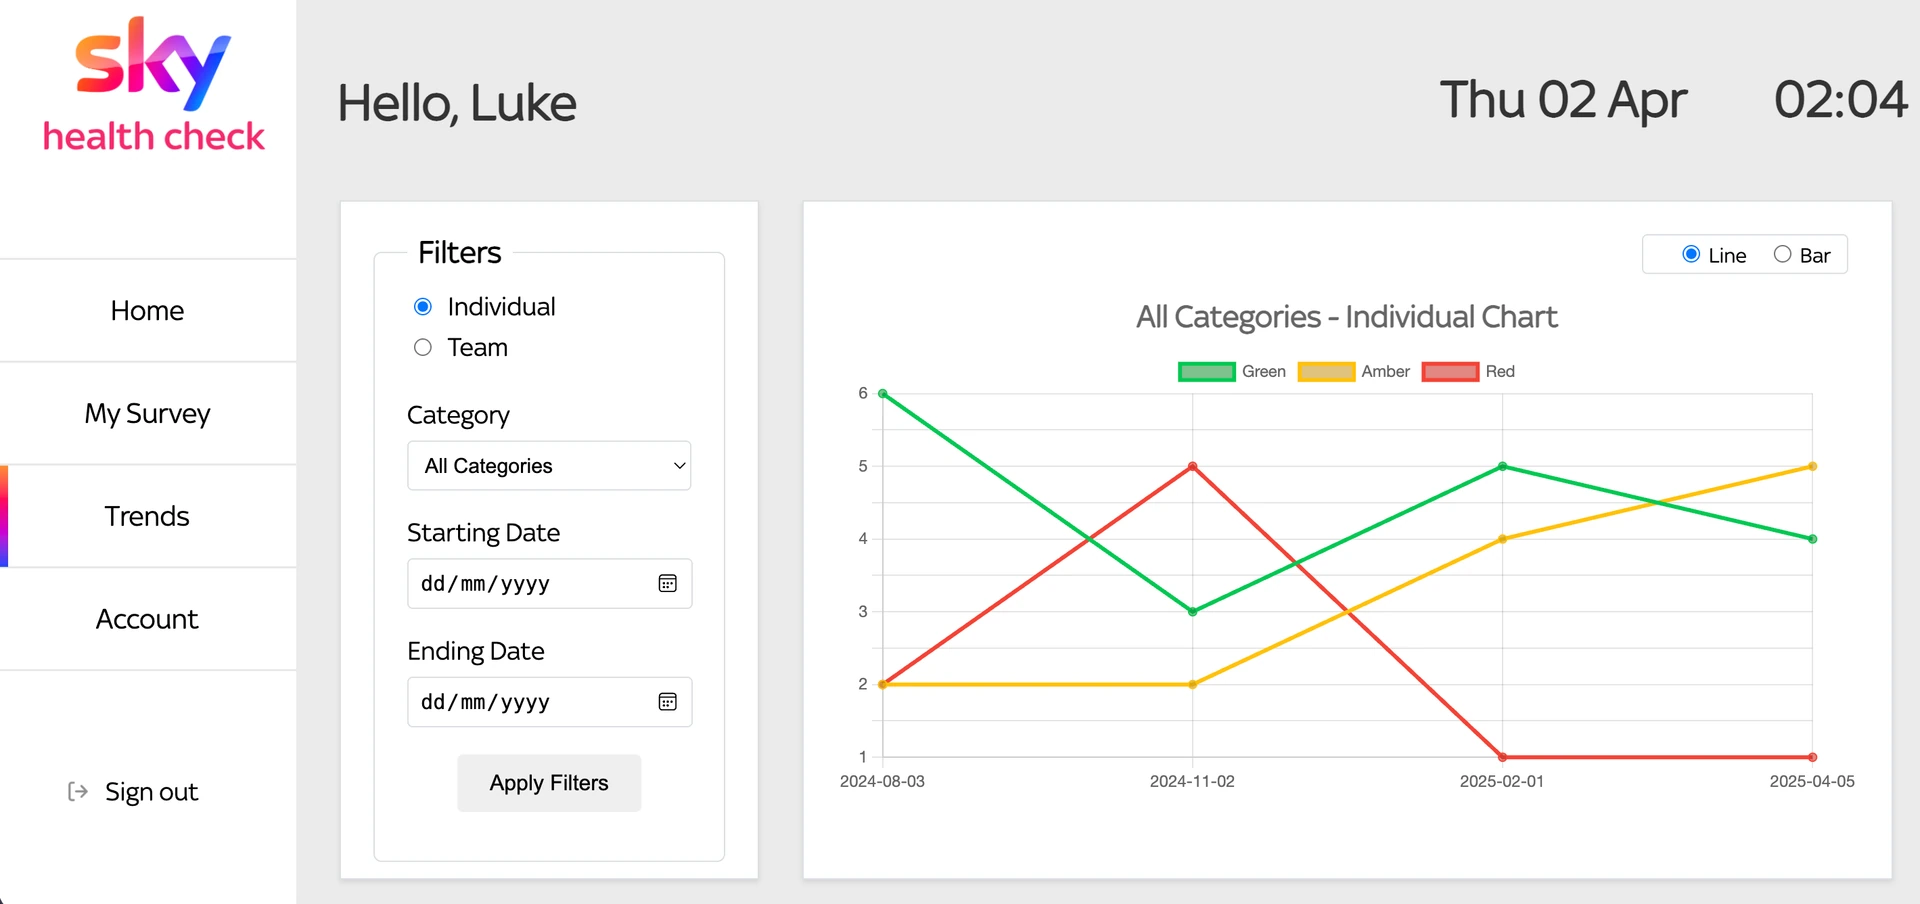 sky
health check
Home
My Survey
Trends
Account
Sign out
Hello, Luke
Thu 02 Apr
02:04
Filters
Individual
Team
Category
All Categories
Starting Date
dd/mm/yyyy
Ending Date
dd/mm/yyyy
Apply Filters
Line
Bar
All Categories - Individual Chart
Green
Amber
Red
6
5
4
3
2
1
2024-08-03
2024-11-02
2025-02-01
2025-04-05